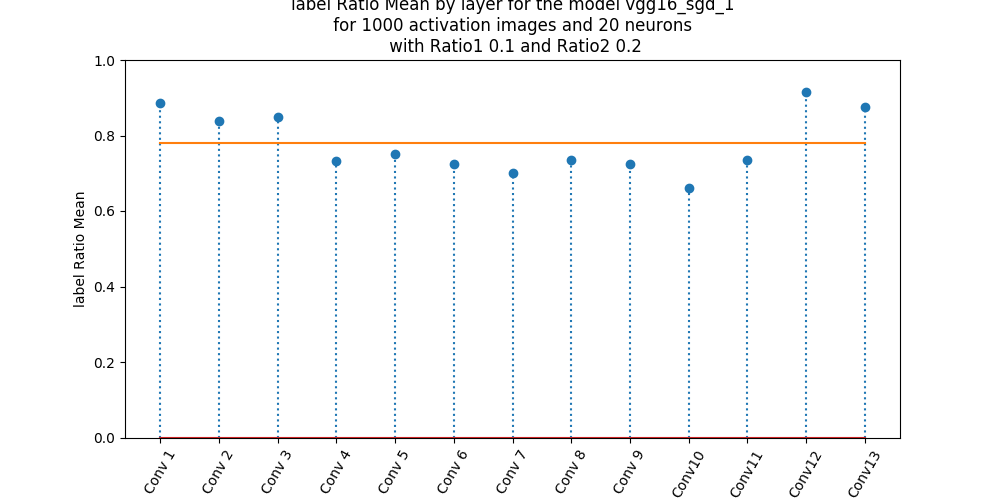 label Ratio Mean by layer for the model vgg16_sgd_1
for 1000 activation images and 20 neurons
with Ratio1 0.1 and Ratio2 0.2
1.0
0.8
0.6
0.4
0.2
0.0
label Ratio Mean
Conv 1
Conv 2
Conv 3
Conv 4
Conv 5
Conv 6
Conv 7
Conv 8
Conv 9
Conv10
Conv11
Conv12
Conv13